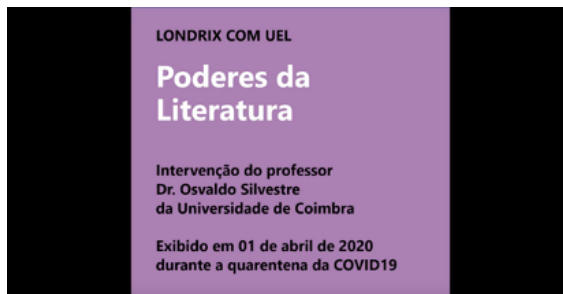 LONDRIX COM UEL
Poderes da
Literatura
Intervenção do professor
Dr. Osvaldo Silvestre
da Universidade de Coimbra
Exibido em 01 de abril de 2020
durante a quarentena da COVID19